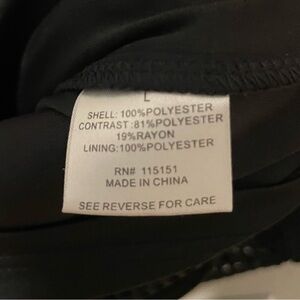 L
SHELL: 100%POLYESTER
CONTRAST :81%POLYESTER
19%RAYON
LINING:100%POLYESTER
RN# 115151
MADE IN CHINA
SEE REVERSE FOR CARE